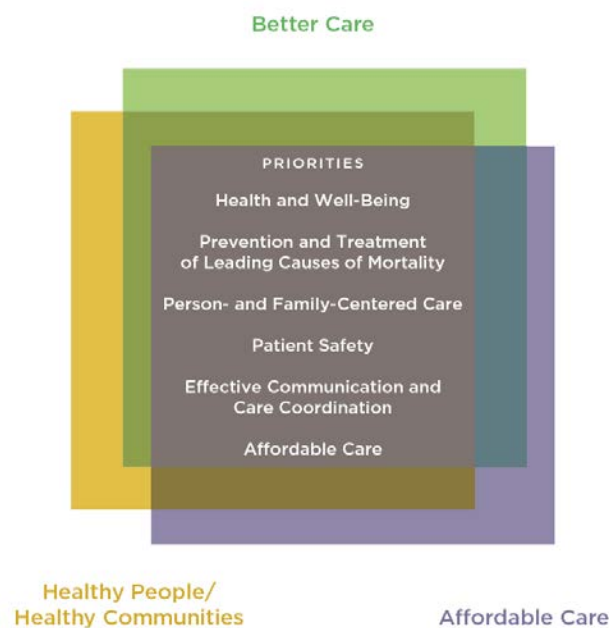 Better Care
PRIORITIES
Health and Well-Being
Prevention and Treatment
of Leading Causes of Mortality
Person- and Family-Centered Care
Patient Safety
Effective Communication and
Care Coordination
Affordable Care
Healthy People/
Healthy Communities
Affordable Care